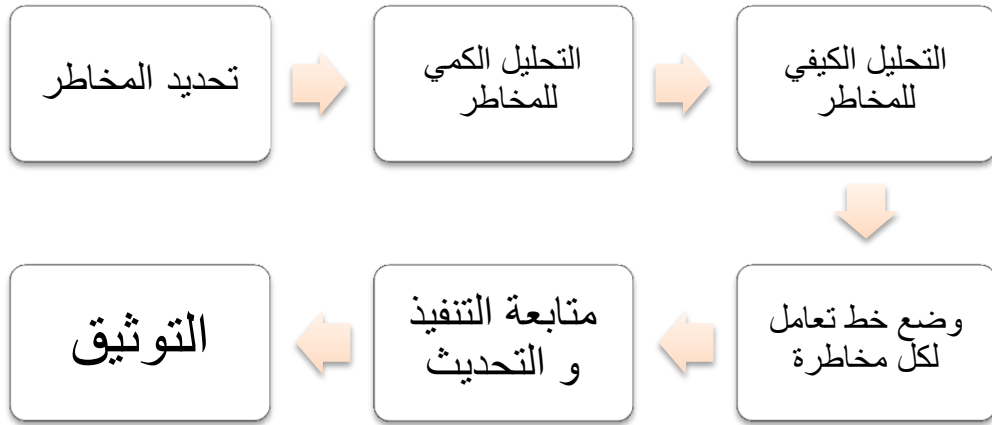 تحديد المخاطر
التحليل الكمي
للمخاطر
التحليل الكيفي
للمخاطر
وضع خط تعامل
لكل مخاطرة
متابعة التنفيذ
و التحديث
التوثيق